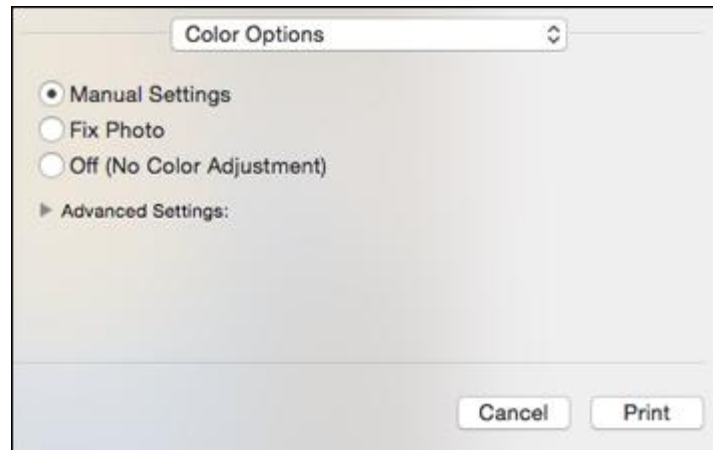 Color Options
Manual Settings
Fix Photo
Off (No Color Adjustment)
Advanced Settings:
Cancel Print